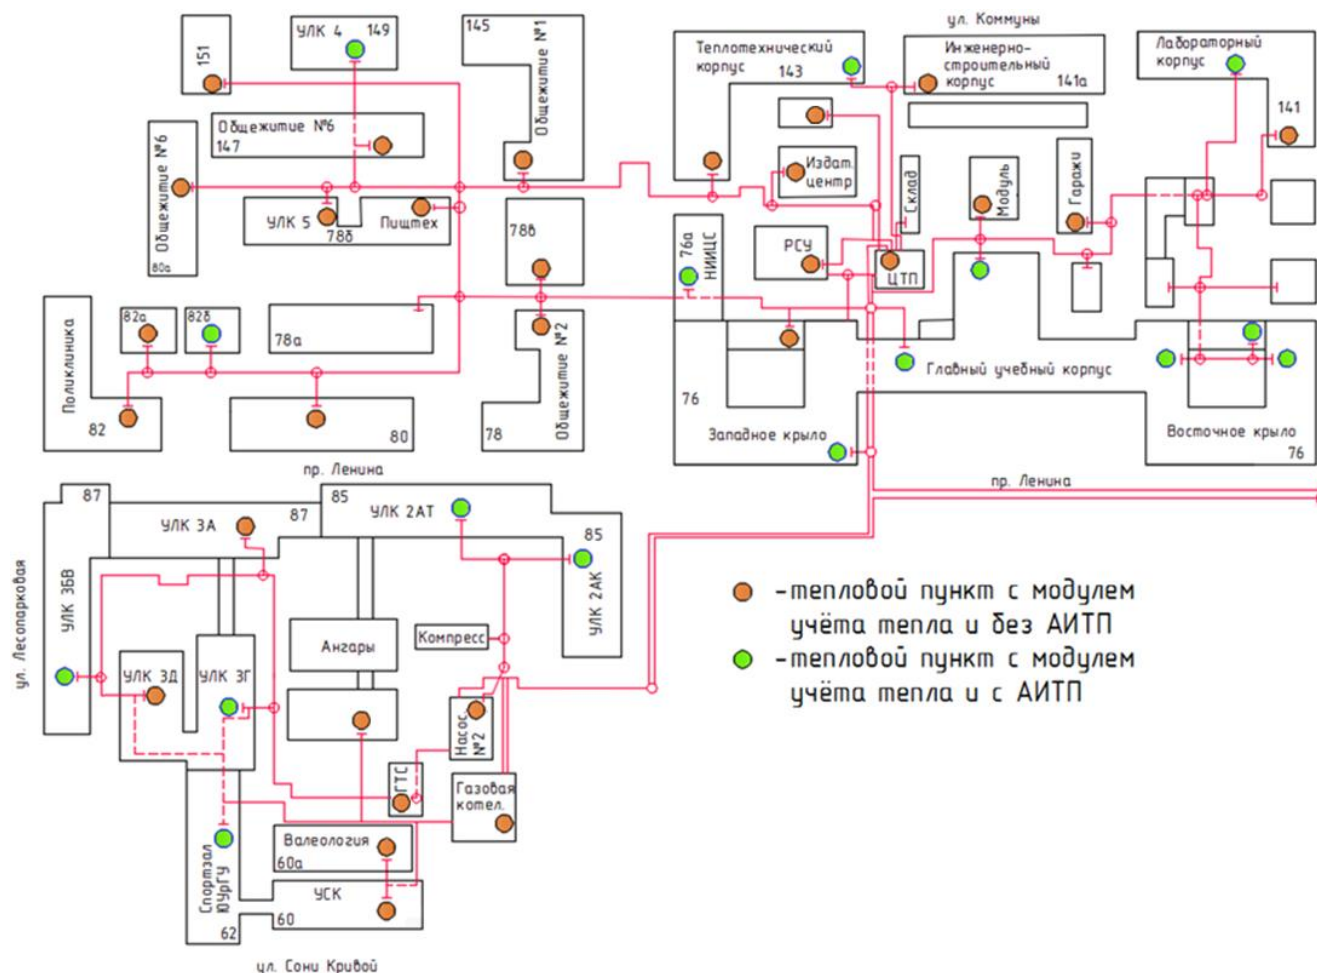 ул. Коммуны
151
УЛК 4
149
145
Общежитие №1
Теплотехнический
корпус
143
Инженерно-
строительный
корпус
141а
Лабораторный
корпус
141
Общежитие №6
147
Общежитие №6
80а
УЛК 5
78б
Пиштех
78в
Издат.
центр
Склад
Модуль
Гаражи
76а
НИИЦС
РСУ
ЦТП
Поликлиника
82
82а
82б
78а
80
78
Общежитие №2
76
Западное крыло
Главный учебный корпус
Восточное крыло
76
пр. Ленина
пр. Ленина
ул. Лесопарковая
87
УЛК 3А
87
85
УЛК 2АТ
85
УЛК 2АК
УЛК 3БВ
УЛК 3Д
УЛК 3Г
Ангары
Компресс
Насос.
№2
ГТС
Газовая
котел.
Валеология
60а
УСК
60
Спортзал
ЮУрГУ
62
ул. Сони Кривой
-тепловой пункт с модулем
учёта тепла и без АИТП
-тепловой пункт с модулем
учёта тепла и с АИТП